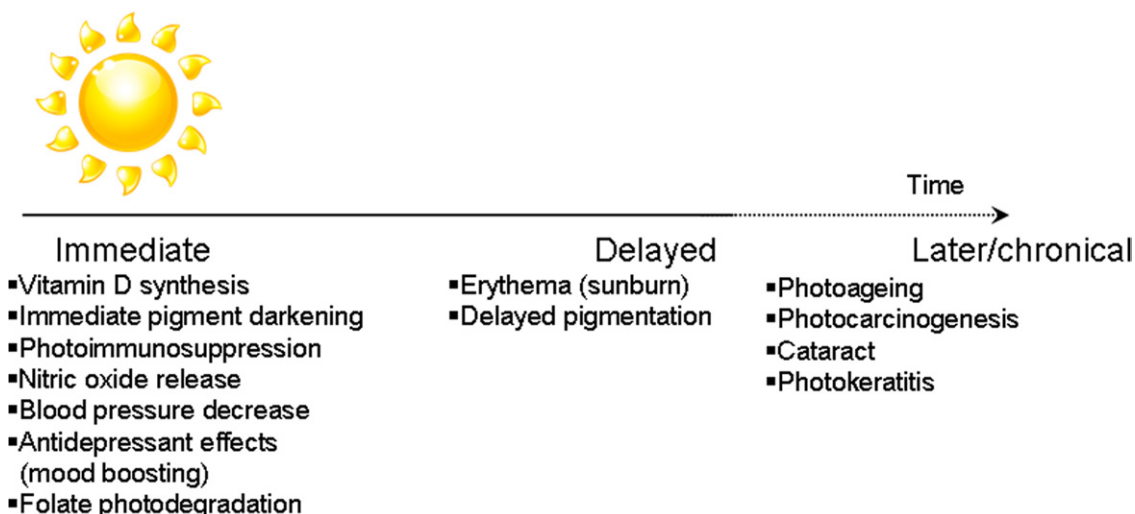 Time
Immediate
▪Vitamin D synthesis
▪Immediate pigment darkening
▪Photoimmunosuppression
▪Nitric oxide release
▪Blood pressure decrease
▪Antidepressant effects
(mood boosting)
▪Folate photodegradation
Delayed
▪Erythema (sunburn)
▪Delayed pigmentation
Later/chronical
▪Photoageing
▪Photocarcinogenesis
▪Cataract
▪Photokeratitis